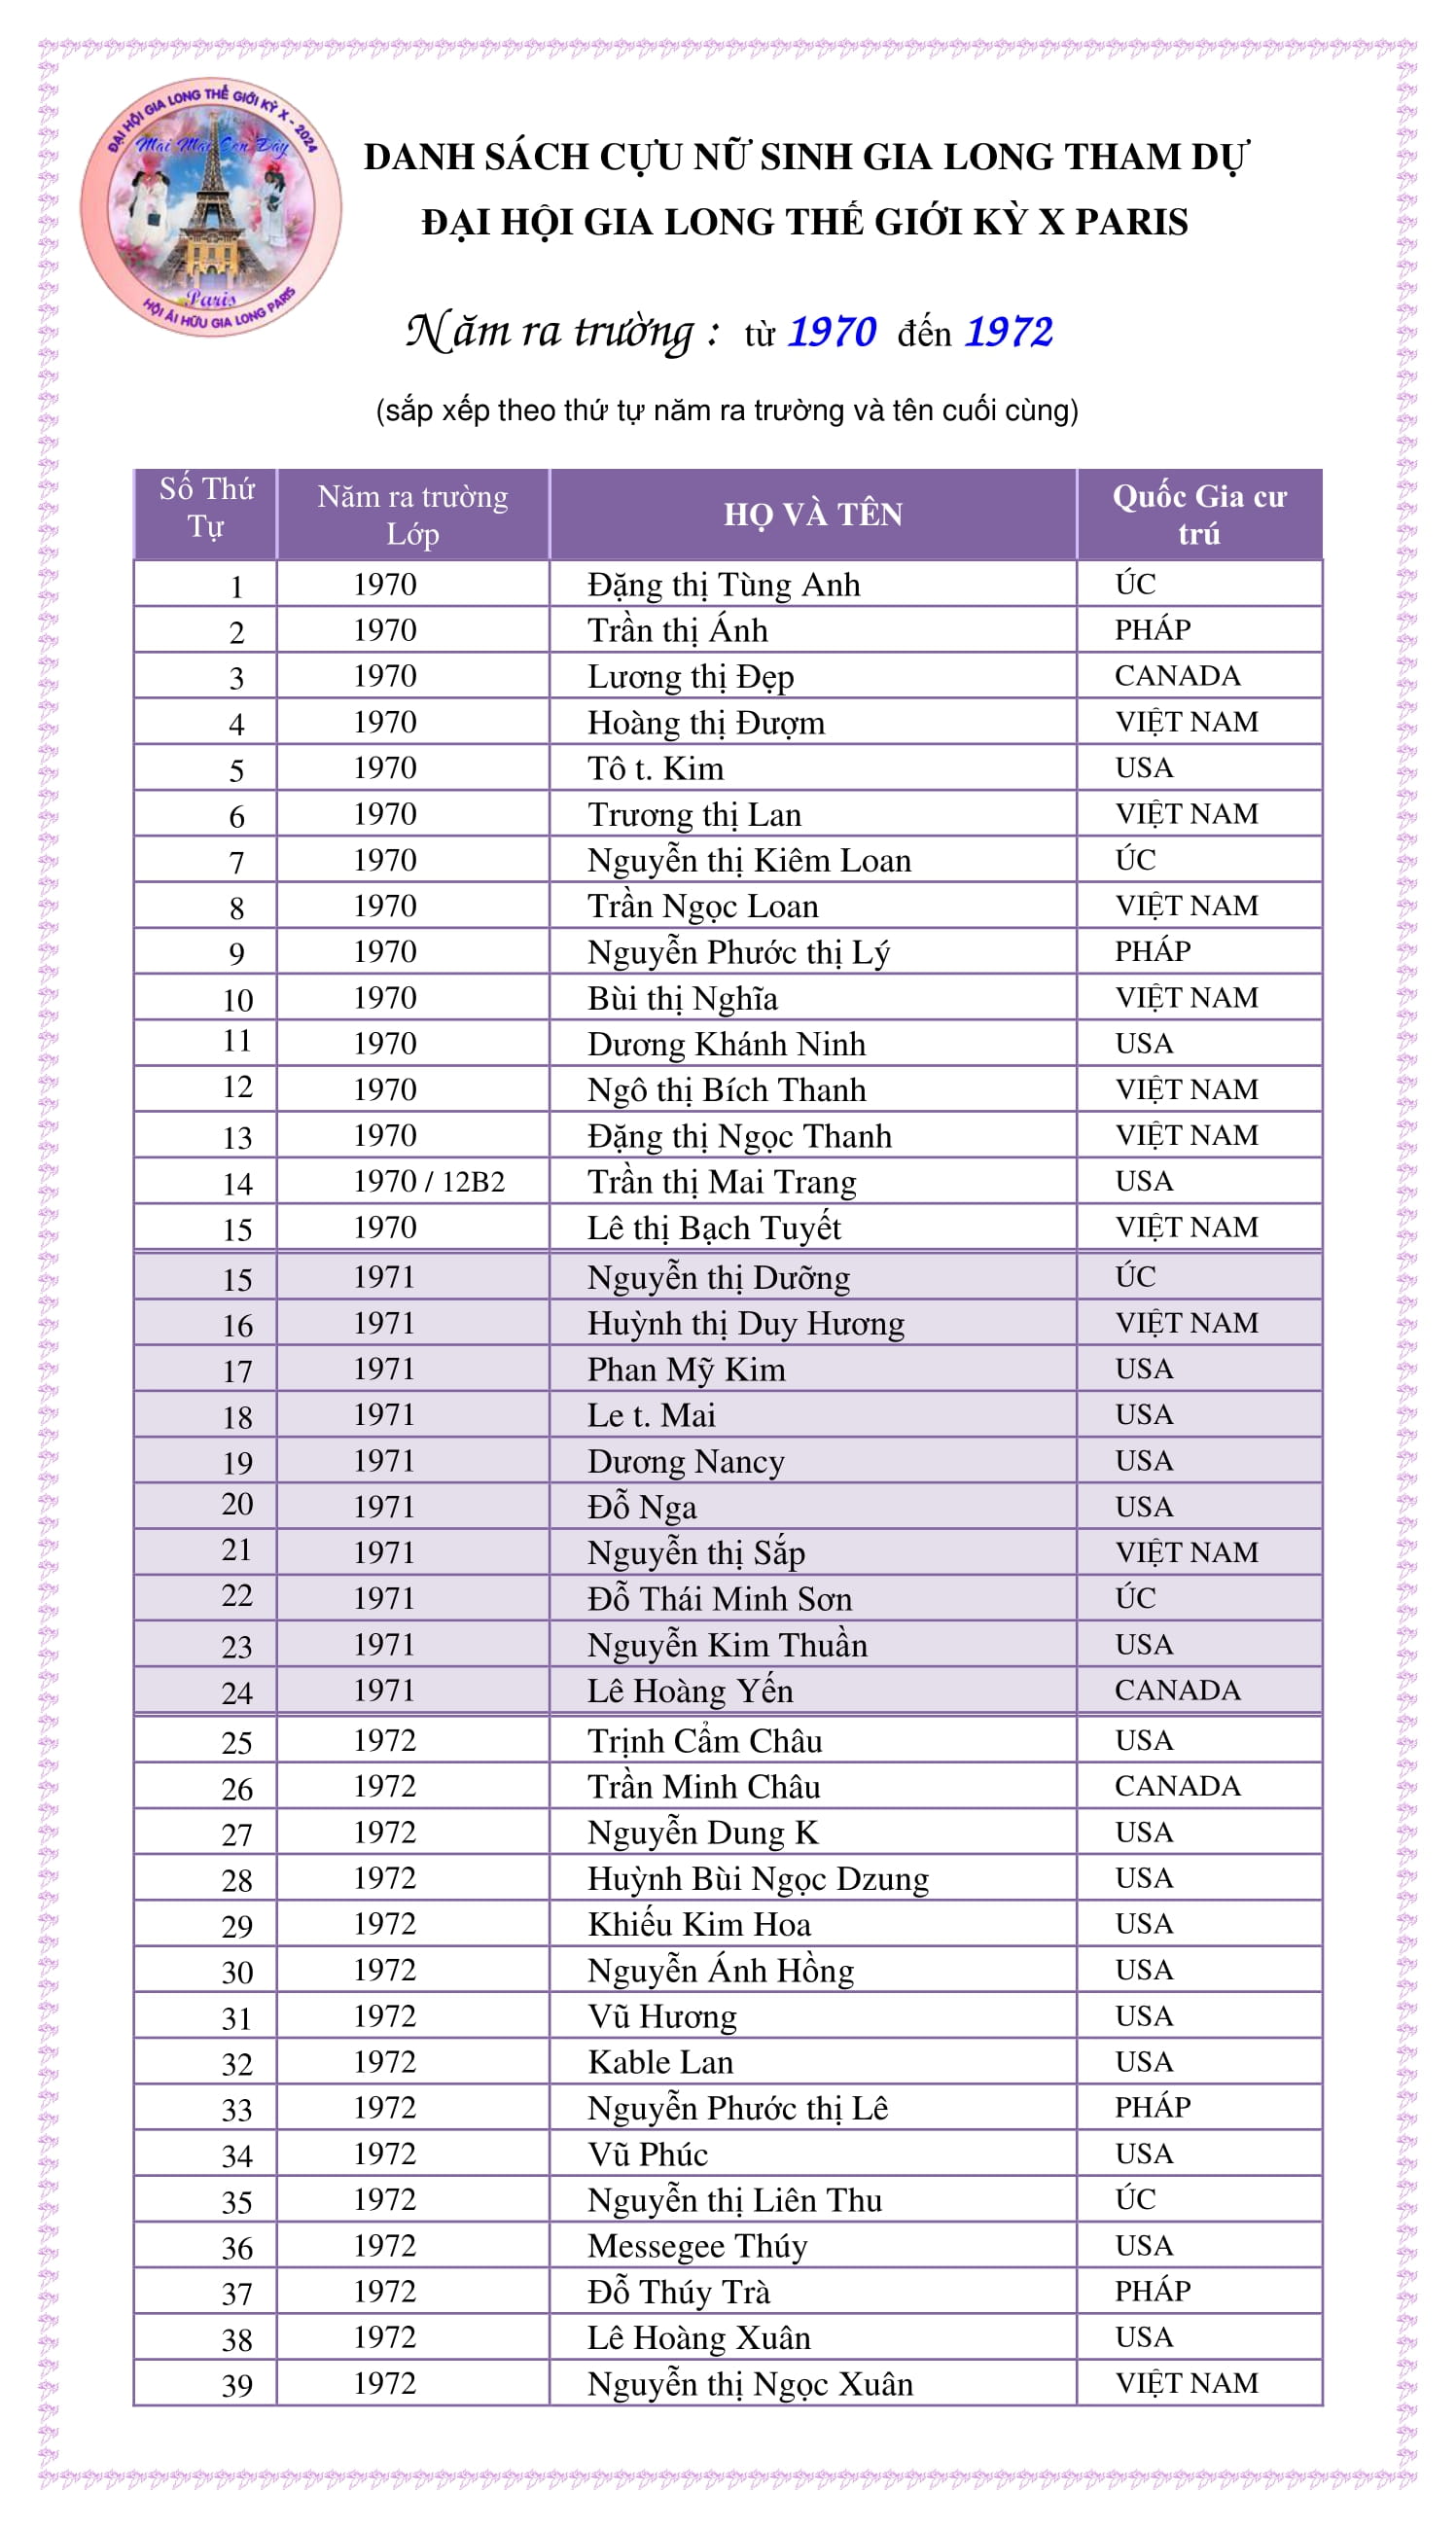 ĐẠI HỘI GIA LONG THẾ GIỚI KỲ X - 2024
Mãi Mãi Còn Đây
Paris
HỘI ÁI HỮU GIA LONG PARIS
DANH SÁCH CỰU NỮ SINH GIA LONG THAM DỰ
ĐẠI HỘI GIA LONG THẾ GIỚI KỲ X PARIS
Năm ra trường : từ 1970 đến 1972
(sắp xếp theo thứ tự năm ra trường và tên cuối cùng)
Số Thứ Tự Năm ra trường Lớp HỌ VÀ TÊN Quốc Gia cư trú
1 1970 Đặng thị Tùng Anh ÚC
2 1970 Trần thị Ánh PHÁP
3 1970 Lương thị Đẹp CANADA
4 1970 Hoàng thị Đượm VIỆT NAM
5 1970 Tô t. Kim USA
6 1970 Trương thị Lan VIỆT NAM
7 1970 Nguyễn thị Kiêm Loan ÚC
8 1970 Trần Ngọc Loan VIỆT NAM
9 1970 Nguyễn Phước thị Lý PHÁP
10 1970 Bùi thị Nghĩa VIỆT NAM
11 1970 Dương Khánh Ninh USA
12 1970 Ngô thị Bích Thanh VIỆT NAM
13 1970 Đặng thị Ngọc Thanh VIỆT NAM
14 1970 / 12B2 Trần thị Mai Trang USA
15 1970 Lê thị Bạch Tuyết VIỆT NAM
15 1971 Nguyễn thị Dưỡng ÚC
16 1971 Huỳnh thị Duy Hương VIỆT NAM
17 1971 Phan Mỹ Kim USA
18 1971 Le t. Mai USA
19 1971 Dương Nancy USA
20 1971 Đỗ Nga USA
21 1971 Nguyễn thị Sắp VIỆT NAM
22 1971 Đỗ Thái Minh Sơn ÚC
23 1971 Nguyễn Kim Thuần USA
24 1971 Lê Hoàng Yến CANADA
25 1972 Trịnh Cẩm Châu USA
26 1972 Trần Minh Châu CANADA
27 1972 Nguyễn Dung K USA
28 1972 Huỳnh Bùi Ngọc Dzung USA
29 1972 Khiếu Kim Hoa USA
30 1972 Nguyễn Ánh Hồng USA
31 1972 Vũ Hương USA
32 1972 Kable Lan USA
33 1972 Nguyễn Phước thị Lê PHÁP
34 1972 Vũ Phúc USA
35 1972 Nguyễn thị Liên Thu ÚC
36 1972 Messegee Thúy USA
37 1972 Đỗ Thúy Trà PHÁP
38 1972 Lê Hoàng Xuân USA
39 1972 Nguyễn thị Ngọc Xuân VIỆT NAM